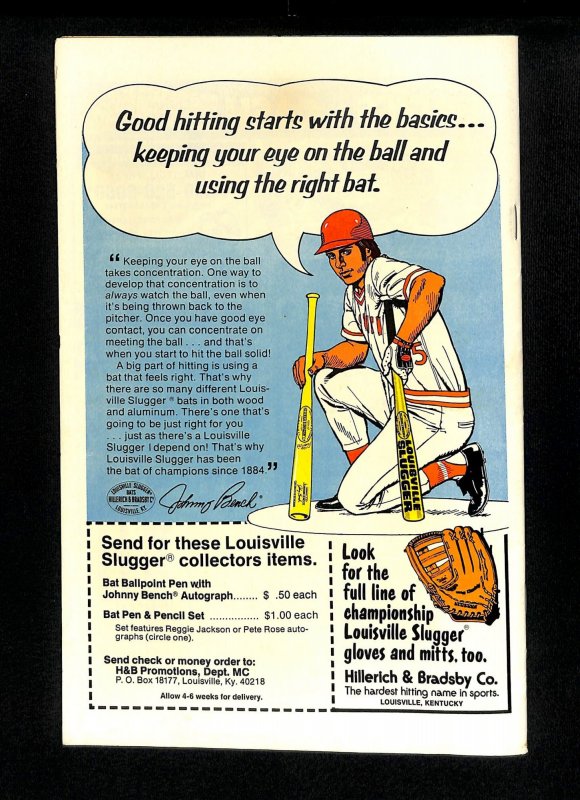 Good hitting starts with the basics...
keeping your eye on the ball and
using the right bat.
“Keeping your eye on the ball
takes concentration. One way to
develop that concentration is to
always watch the ball, even when
it's being thrown back to the
pitcher. Once you have good eye
contact, you can concentrate on
meeting the ball . . . and that's
when you start to hit the ball solid!
A big part of hitting is using a
bat that feels right. That's why
there are so many different Louis-
ville Slugger® bats in both wood
and aluminum. There's one that's
going to be just right for you
. . . just as there's a Louisville
Slugger I depend on! That's why
Louisville Slugger has been
the bat of champions since 1884.”
LOUISVILLE SLUGGER®
BATS
HILLERICH & BRADSBY Co
LOUISVILLE, KY.
Johnny Bench®
5
LOUISVILLE
SLUGGER
Send for these Louisville
Slugger® collectors items.
Bat Ballpoint Pen with
Johnny Bench® Autograph....... $ .50 each
Bat Pen & Pencil Set ................ $1.00 each
Set features Reggie Jackson or Pete Rose auto-
graphs (circle one).
Send check or money order to:
H&B Promotions, Dept. MC
P. O. Box 18177, Louisville, Ky. 40218
Allow 4-6 weeks for delivery.
Look
for the
full line of
championship
Louisville Slugger®
gloves and mitts, too.
Hillerich & Bradsby Co.
The hardest hitting name in sports.
LOUISVILLE, KENTUCKY